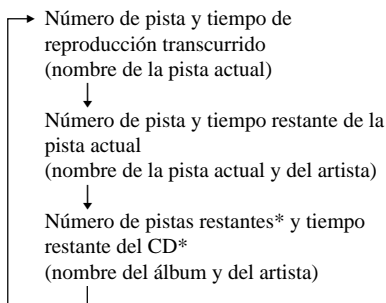 Número de pista y tiempo de
reproducción transcurrido
(nombre de la pista actual)
Número de pista y tiempo restante de la
pista actual
(nombre de la pista actual y del artista)
Número de pistas restantes* y tiempo
restante del CD*
(nombre del álbum y del artista)